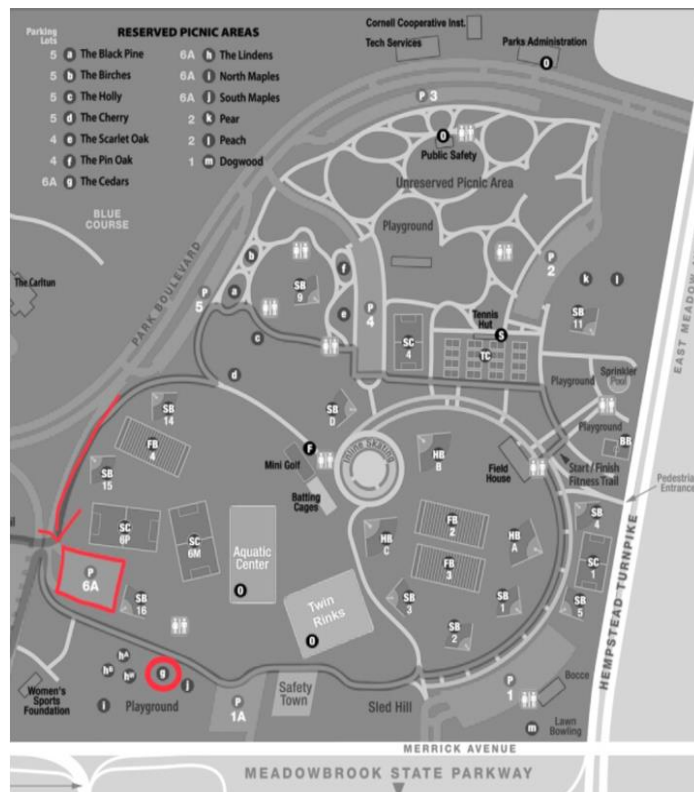 Cornell Cooperative Inst.
Tech Services
Parks Administration
O
Parking Lots
RESERVED PICNIC AREAS
5 a The Black Pine
5 b The Birches
5 c The Holly
5 d The Cherry
4 e The Scarlet Oak
4 f The Pin Oak
6A g The Cedars
6A h The Lindens
6A i North Maples
6A j South Maples
2 k Pear
2 l Peach
1 m Dogwood
P 3
O
Public Safety
Unreserved Picnic Area
BLUE COURSE
Playground
The Carltun
PARK BOULEVARD
EAST MEADOW
b
f
P 2
k
l
SB 9
P 5
a
P 4
e
SB 11
c
SC 4
Tennis Hut
S
TC
d
Playground
Sprinkler Pool
SB 14
SB D
Playground
FB 4
F
Mini Golf
Inline Skating
HB B
Field House
BB
Start / Finish Fitness Trail
Pedestrian Entrance
SB 15
Batting Cages
SC 6P
SC 6M
Aquatic Center
O
HB C
FB 2
HB A
SB 4
SC 1
P 6A
SB 16
FB 3
SB 3
SB 1
SB 5
SB 2
Twin Rinks
O
HEMPSTEAD TURNPIKE
hA
hB
hW
g
j
i
Women's Sports Foundation
Playground
P 1A
Safety Town
Sled Hill
P 1
Bocce
m
Lawn Bowling
MERRICK AVENUE
MEADOWBROOK STATE PARKWAY